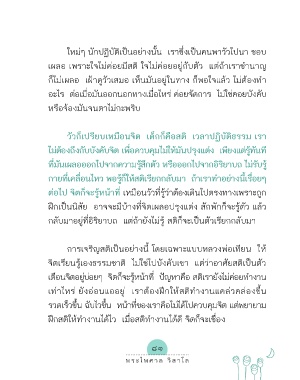 ใหม่ๆ นักปฏิบัติเป็นอย่างนั้น เราซึ่งเป็นคนพาวัวไปนา ชอบ
เผลอ เพราะใจไม่ค่อยมีสติ ใจไม่ค่อยอยู่กับตัว แต่ถ้าเราชำนาญ
ก็ไม่เผลอ เฝ้าดูวัวเสมอ เห็นมันอยู่ในทาง ก็พอใจแล้ว ไม่ต้องทำ
อะไร ต่อเมื่อมันออกนอกทางเมื่อไหร่ ค่อยจัดการ ไม่ใช่คอยบังคับ
หรือจ้องมันจนตาไม่กะพริบ
วัวก็เปรียบเหมือนจิต เด็กก็คือสติ เวลาปฏิบัติธรรม เรา
ไม่ต้องถึงกับบังคับจิต เพื่อควบคุมไม่ให้มันปรุงแต่ง เพียงแค่รู้ทันที
ที่มันเผลอออกไปจากความรู้สึกตัว หรือออกไปจากอิริยาบถ ไม่รับรู้
กายที่เคลื่อนไหว พอรู้ก็ให้สติเรียกกลับมา ถ้าเราทำอย่างนี้เรื่อยๆ
ต่อไป จิตก็จะรู้หน้าที่ เหมือนวัวที่รู้ว่าต้องเดินไปตรงทางเพราะถูก
ฝึกเป็นนิสัย อาจจะมีบ้างที่จิตเผลอปรุงแต่ง สักพักก็จะรู้ตัว แล้ว
กลับมาอยู่ที่อิริยาบถ แต่ถ้ายังไม่รู้ สติก็จะเป็นตัวเรียกกลับมา
การเจริญสติเป็นอย่างนี้ โดยเฉพาะแบบหลวงพ่อเทียน ให้
จิตเรียนรู้เองธรรมชาติ ไม่ใช่ไปบังคับเขา แต่ว่าอาศัยสติเป็นตัว
เตือนจิตอยู่บ่อยๆ จิตก็จะรู้หน้าที่ ปัญหาคือ สติเรายังไม่ค่อยทำงาน
เท่าไหร่ ยังอ่อนแออยู่ เราต้องฝึกให้สติทำงานแคล่วคล่องขึ้น
รวดเร็วขึ้น ฉับไวขึ้น หน้าที่ของเราคือไม่ได้ไปควบคุมจิต แต่พยายาม
ฝึกสติให้ทำงานได้ไว เมื่อสติทำงานได้ดี จิตก็จะเชื่อง
๘๑
พระไพศาล วิสาโล